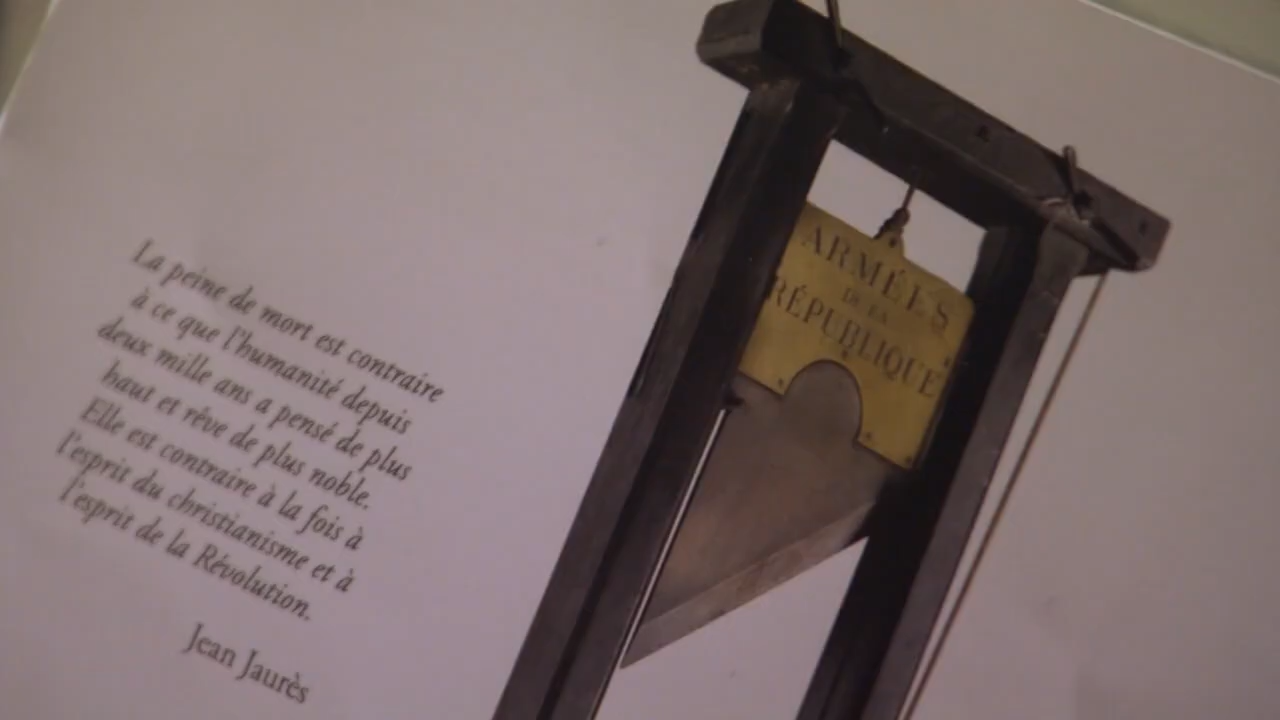 La peine de mort est contraire
à ce que l'humanité depuis
deux mille ans a pensé de plus
haut et rêve de plus noble.
Elle est contraire à la fois à
l'esprit du christianisme et à
l'esprit de la Révolution.
Jean Jaurès
ARMÉES
DE LA
RÉPUBLIQUE